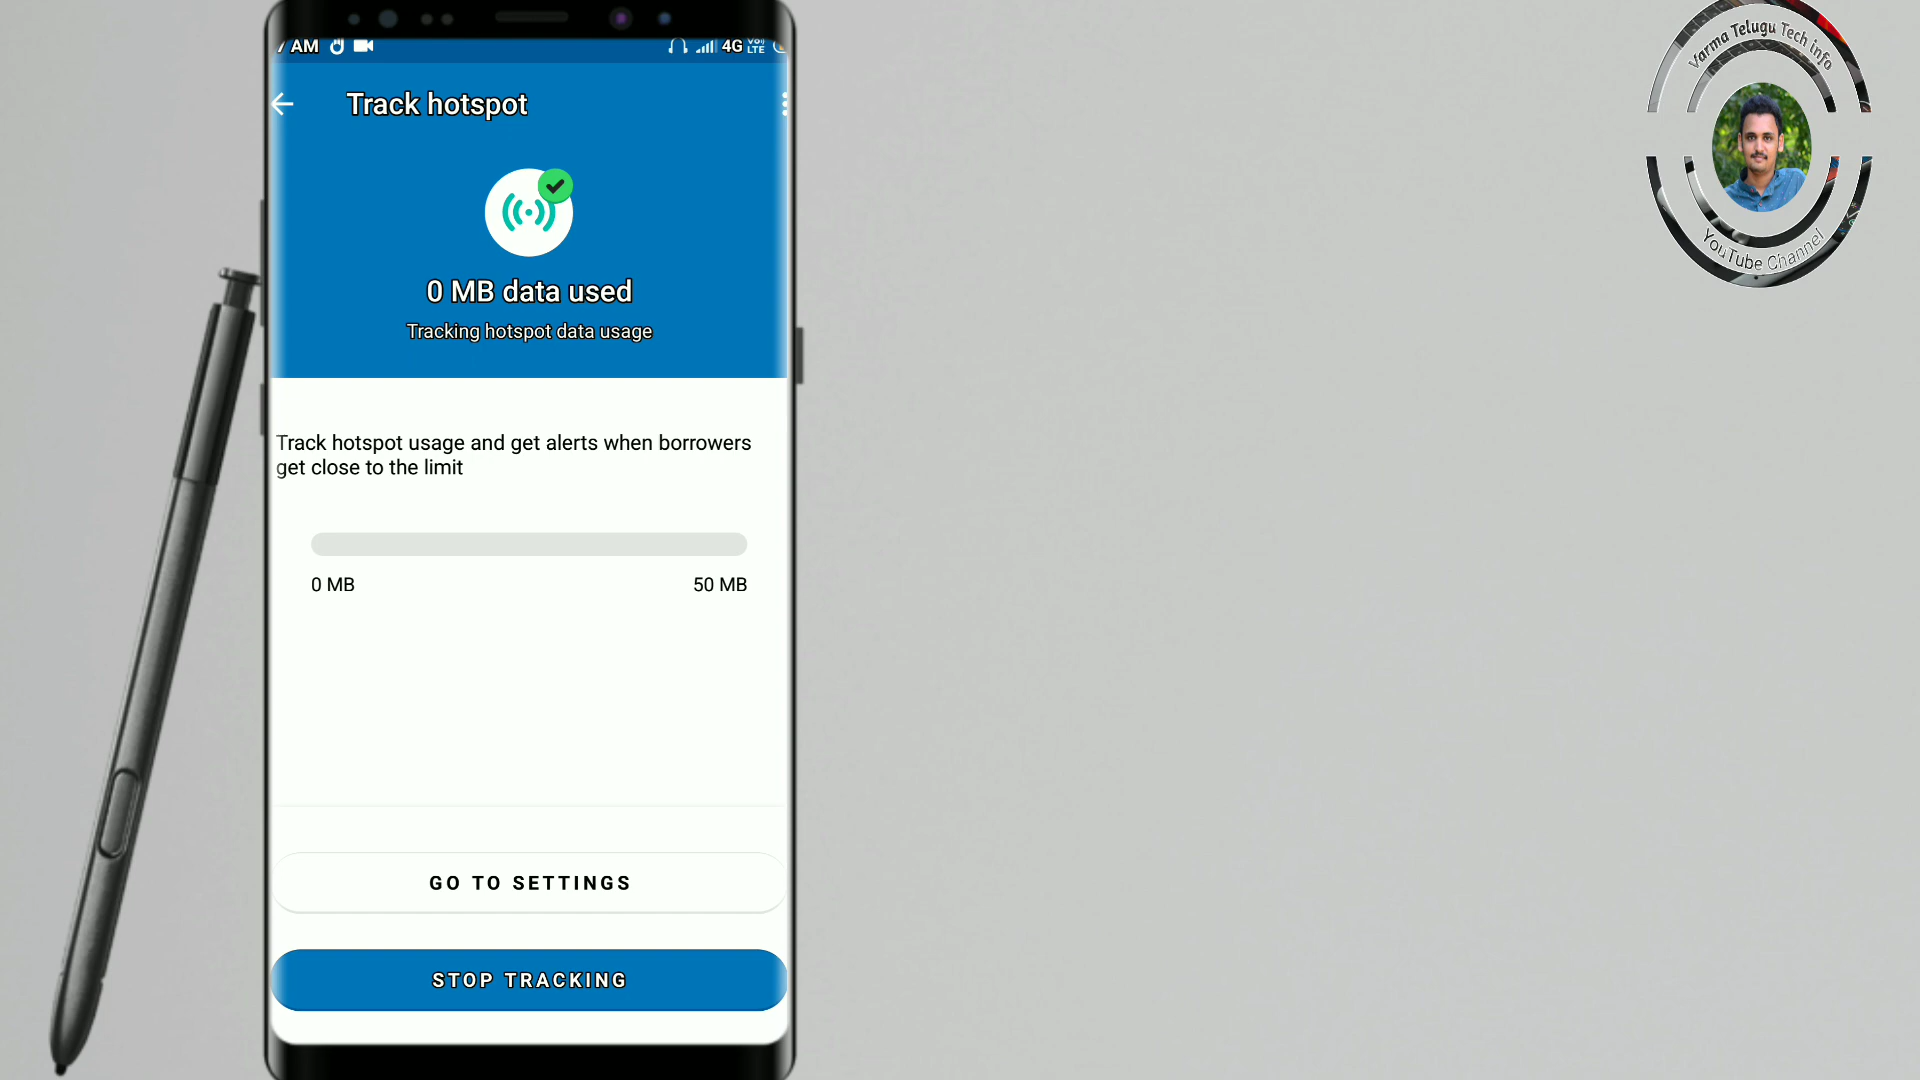 7 AM
4G VoLTE
Track hotspot
0 MB data used
Tracking hotspot data usage
Track hotspot usage and get alerts when borrowers
get close to the limit
0 MB
50 MB
GO TO SETTINGS
STOP TRACKING
Varma Telugu Tech info
YouTube Channel